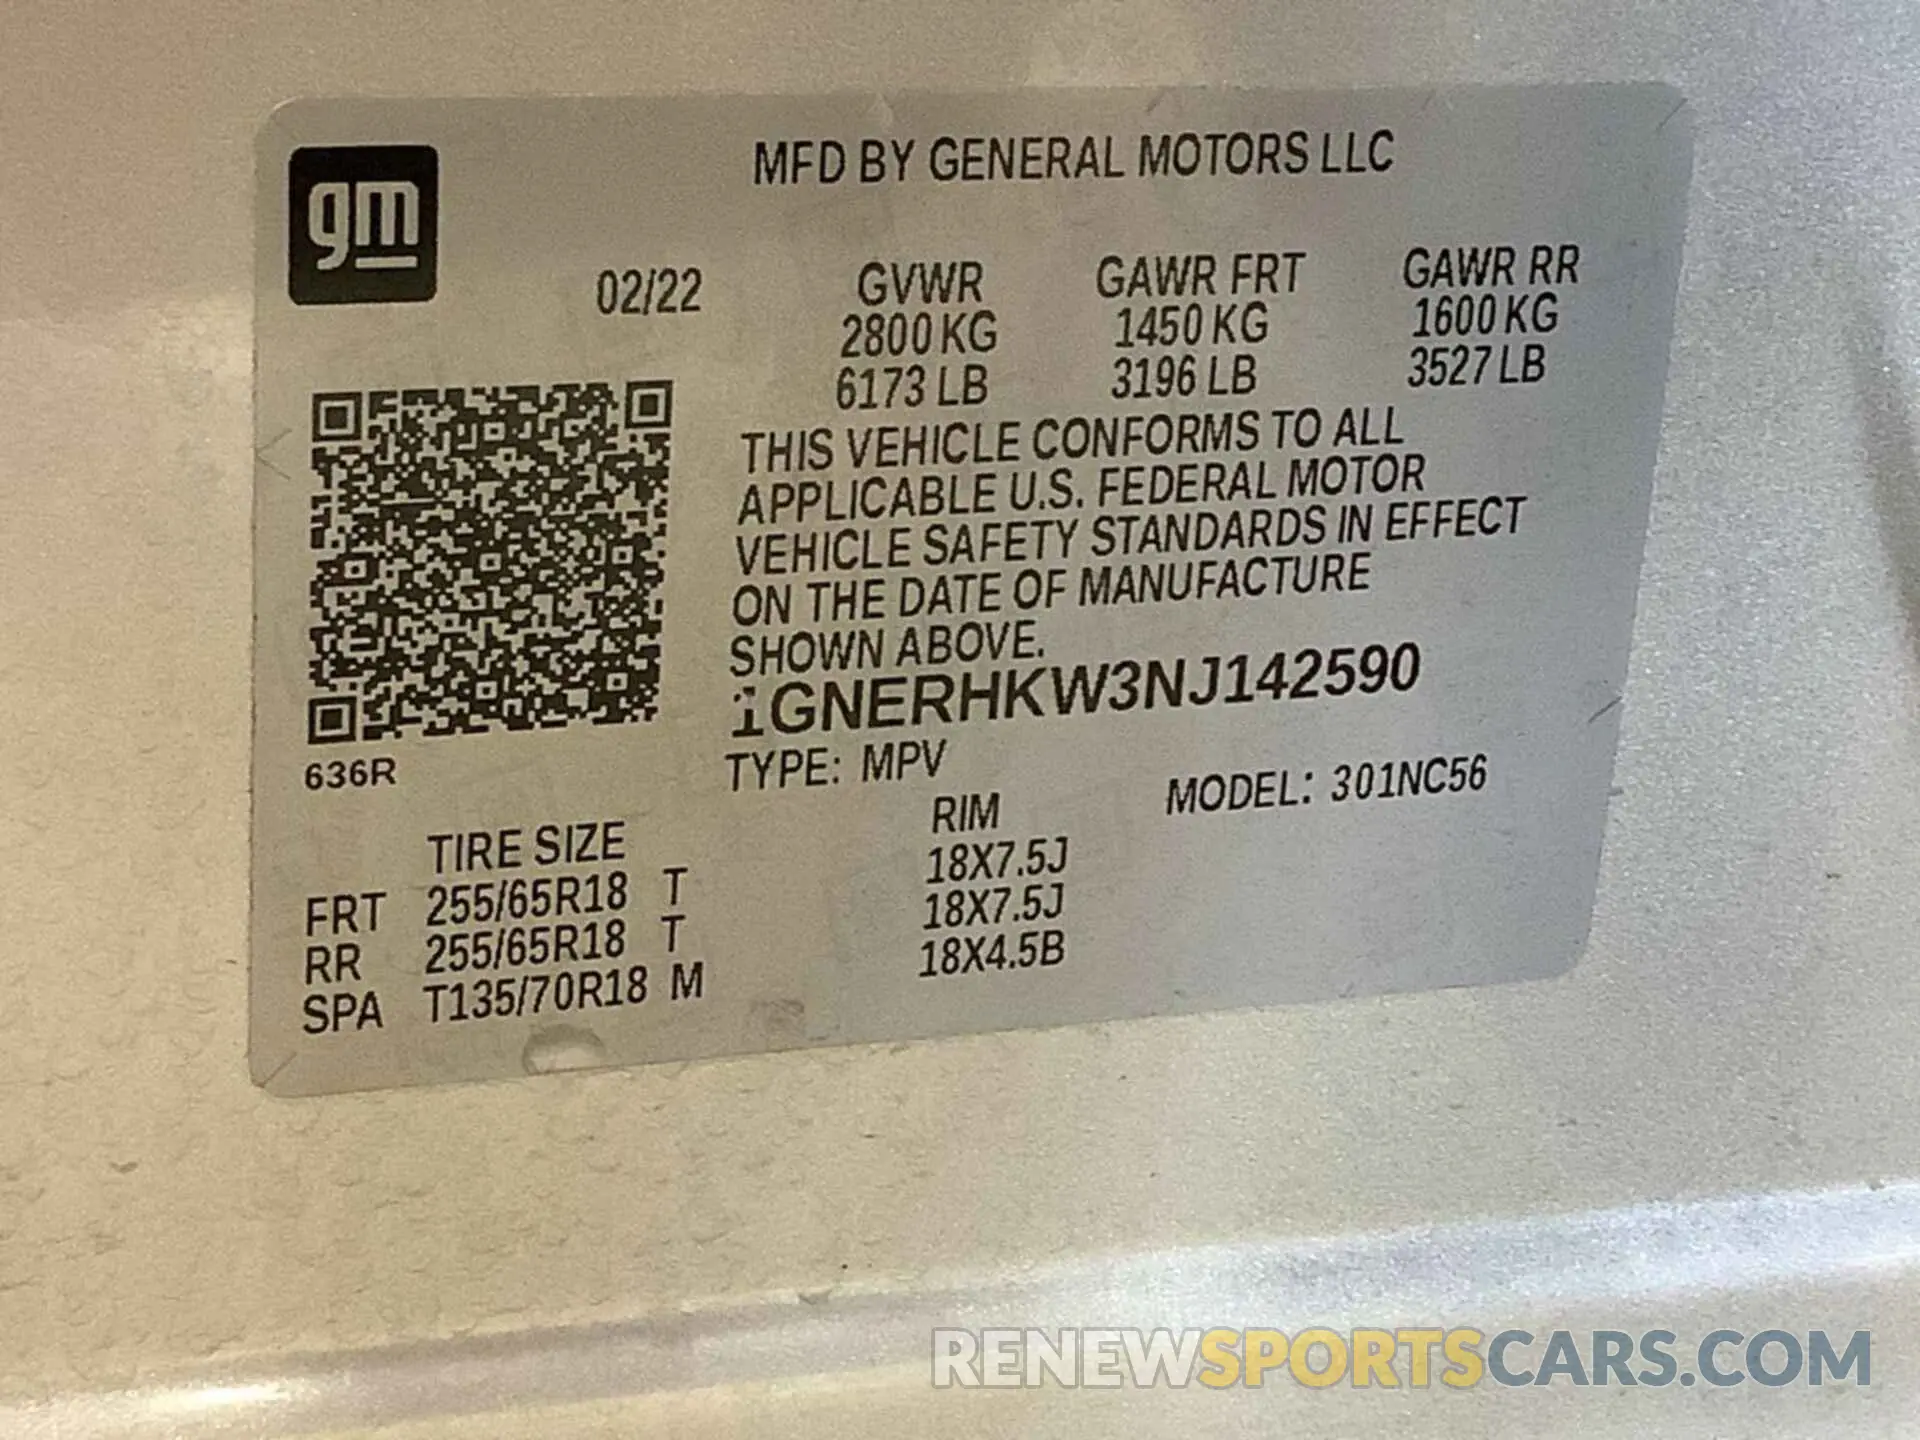 gm
MFD BY GENERAL MOTORS LLC
02/22 GVWR GAWR FRT GAWR RR
2800 KG 1450 KG 1600 KG
6173 LB 3196 LB 3527 LB
THIS VEHICLE CONFORMS TO ALL
APPLICABLE U.S. FEDERAL MOTOR
VEHICLE SAFETY STANDARDS IN EFFECT
ON THE DATE OF MANUFACTURE
SHOWN ABOVE.
1GNERHKW3NJ142590
636R
TYPE: MPV MODEL: 301NC56
TIRE SIZE RIM
FRT 255/65R18 T 18X7.5J
RR 255/65R18 T 18X7.5J
SPA T135/70R18 M 18X4.5B
RENEWSPORTSCARS.COM